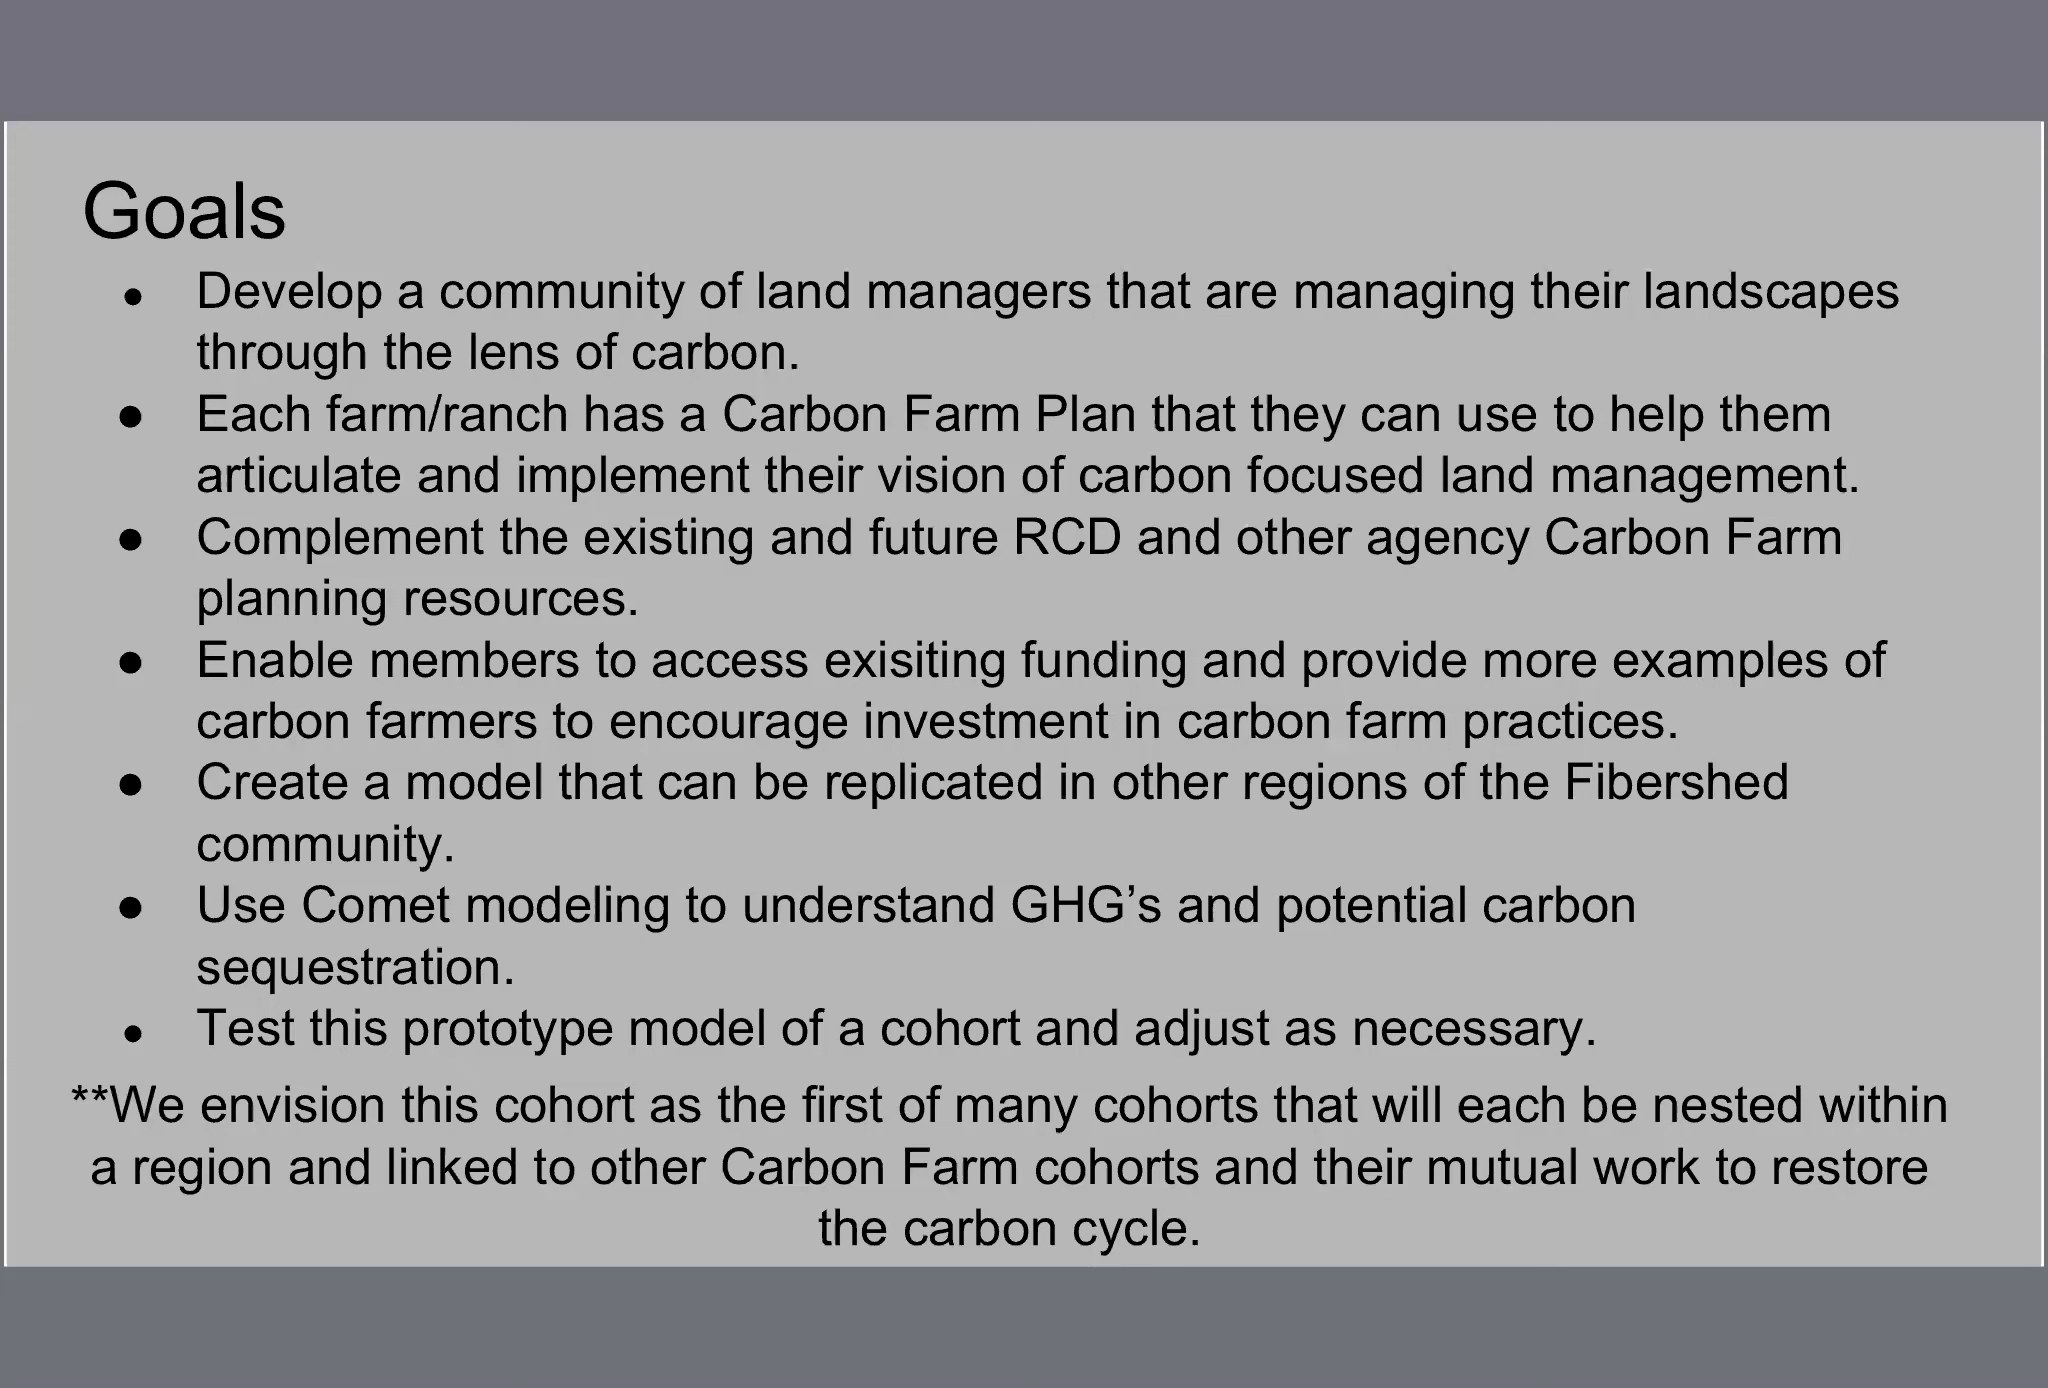 Goals
● Develop a community of land managers that are managing their landscapes
through the lens of carbon.
● Each farm/ranch has a Carbon Farm Plan that they can use to help them
articulate and implement their vision of carbon focused land management.
● Complement the existing and future RCD and other agency Carbon Farm
planning resources.
● Enable members to access exisiting funding and provide more examples of
carbon farmers to encourage investment in carbon farm practices.
● Create a model that can be replicated in other regions of the Fibershed
community.
● Use Comet modeling to understand GHG’s and potential carbon
sequestration.
● Test this prototype model of a cohort and adjust as necessary.
**We envision this cohort as the first of many cohorts that will each be nested within
a region and linked to other Carbon Farm cohorts and their mutual work to restore
the carbon cycle.